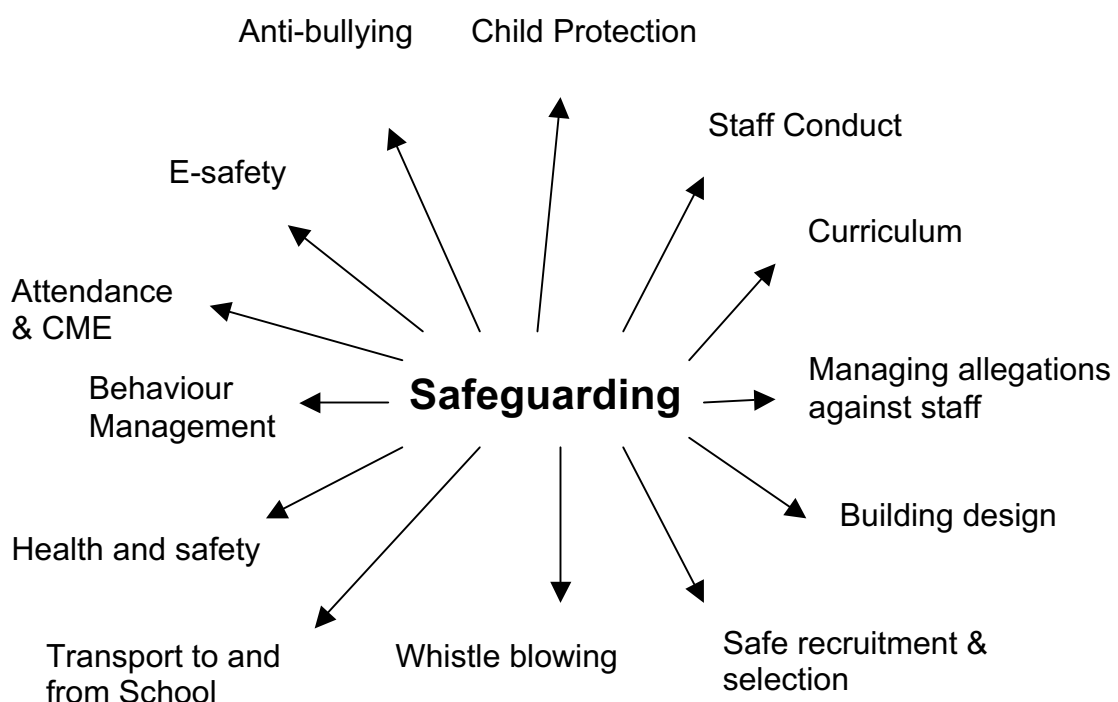 Anti-bullying
Child Protection
Staff Conduct
E-safety
Curriculum
Attendance
& CME
Managing allegations
against staff
Behaviour
Management
Safeguarding
Building design
Health and safety
Safe recruitment &
selection
Transport to and
from School
Whistle blowing